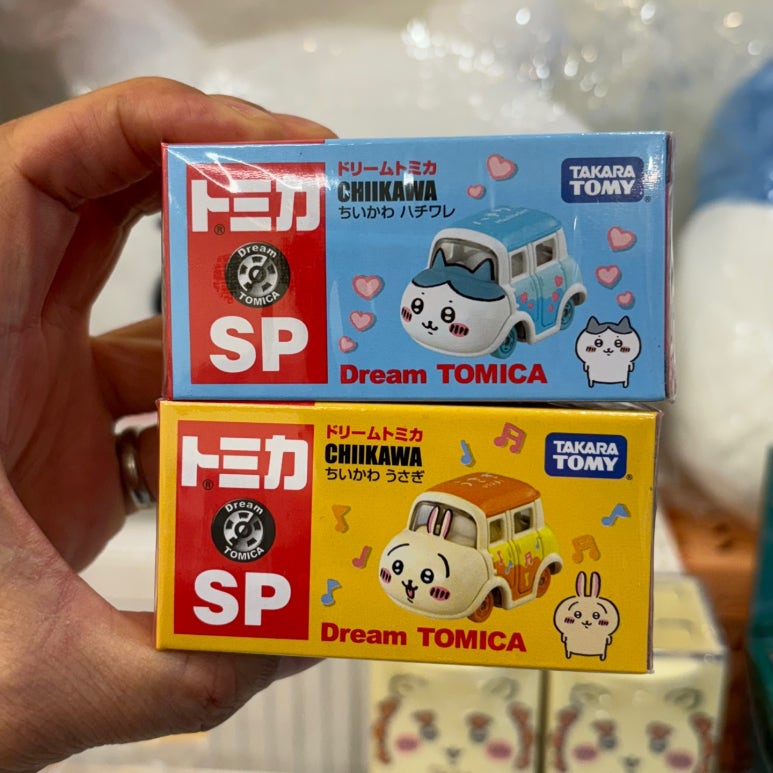 トミカ
®
Dream
TOMICA
SP
ドリームトミカ
CHIIKAWA
ちいかわ ハチワレ
TAKARA
TOMY®
Dream TOMICA
トミカ
®
Dream
TOMICA
SP
ドリームトミカ
CHIIKAWA
ちいかわ うさぎ
TAKARA
TOMY®
Dream TOMICA